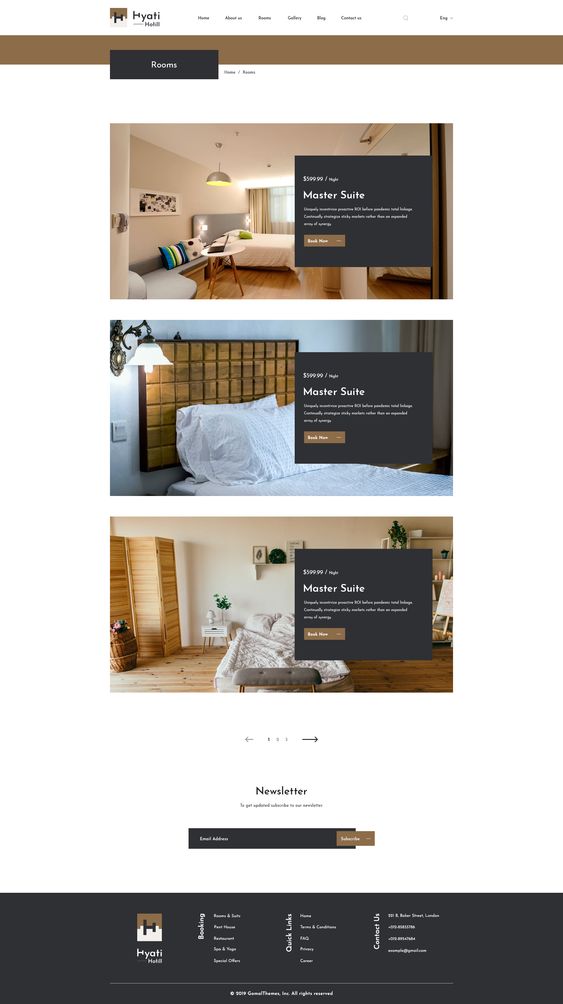 Hyati
Hotill
Home
About us
Rooms
Gallery
Blog
Contact us
Eng
Rooms
Home / Rooms
$599.99 / Night
Master Suite
Uniquely incentivize proactive ROI before pandemic total linkage.
Continually strategize sticky markets rather than an expanded
array of synergy.
Book Now
$599.99 / Night
Master Suite
Uniquely incentivize proactive ROI before pandemic total linkage.
Continually strategize sticky markets rather than an expanded
array of synergy.
Book Now
$599.99 / Night
Master Suite
Uniquely incentivize proactive ROI before pandemic total linkage.
Continually strategize sticky markets rather than an expanded
array of synergy.
Book Now
1 2 3
Newsletter
To get updated subscribe to our newsletter
Email Address
Subscribe
Hyati
Hotill
Booking
Rooms & Suits
Pent House
Restaurant
Spa & Yoga
Special Offers
Quick Links
Home
Terms & Conditions
FAQ
Privacy
Career
Contact Us
221 B, Baker Street, London
+012-85833786
+012-89547684
example@gmail.com
© 2019 GomalThemes, Inc. All rights reserved